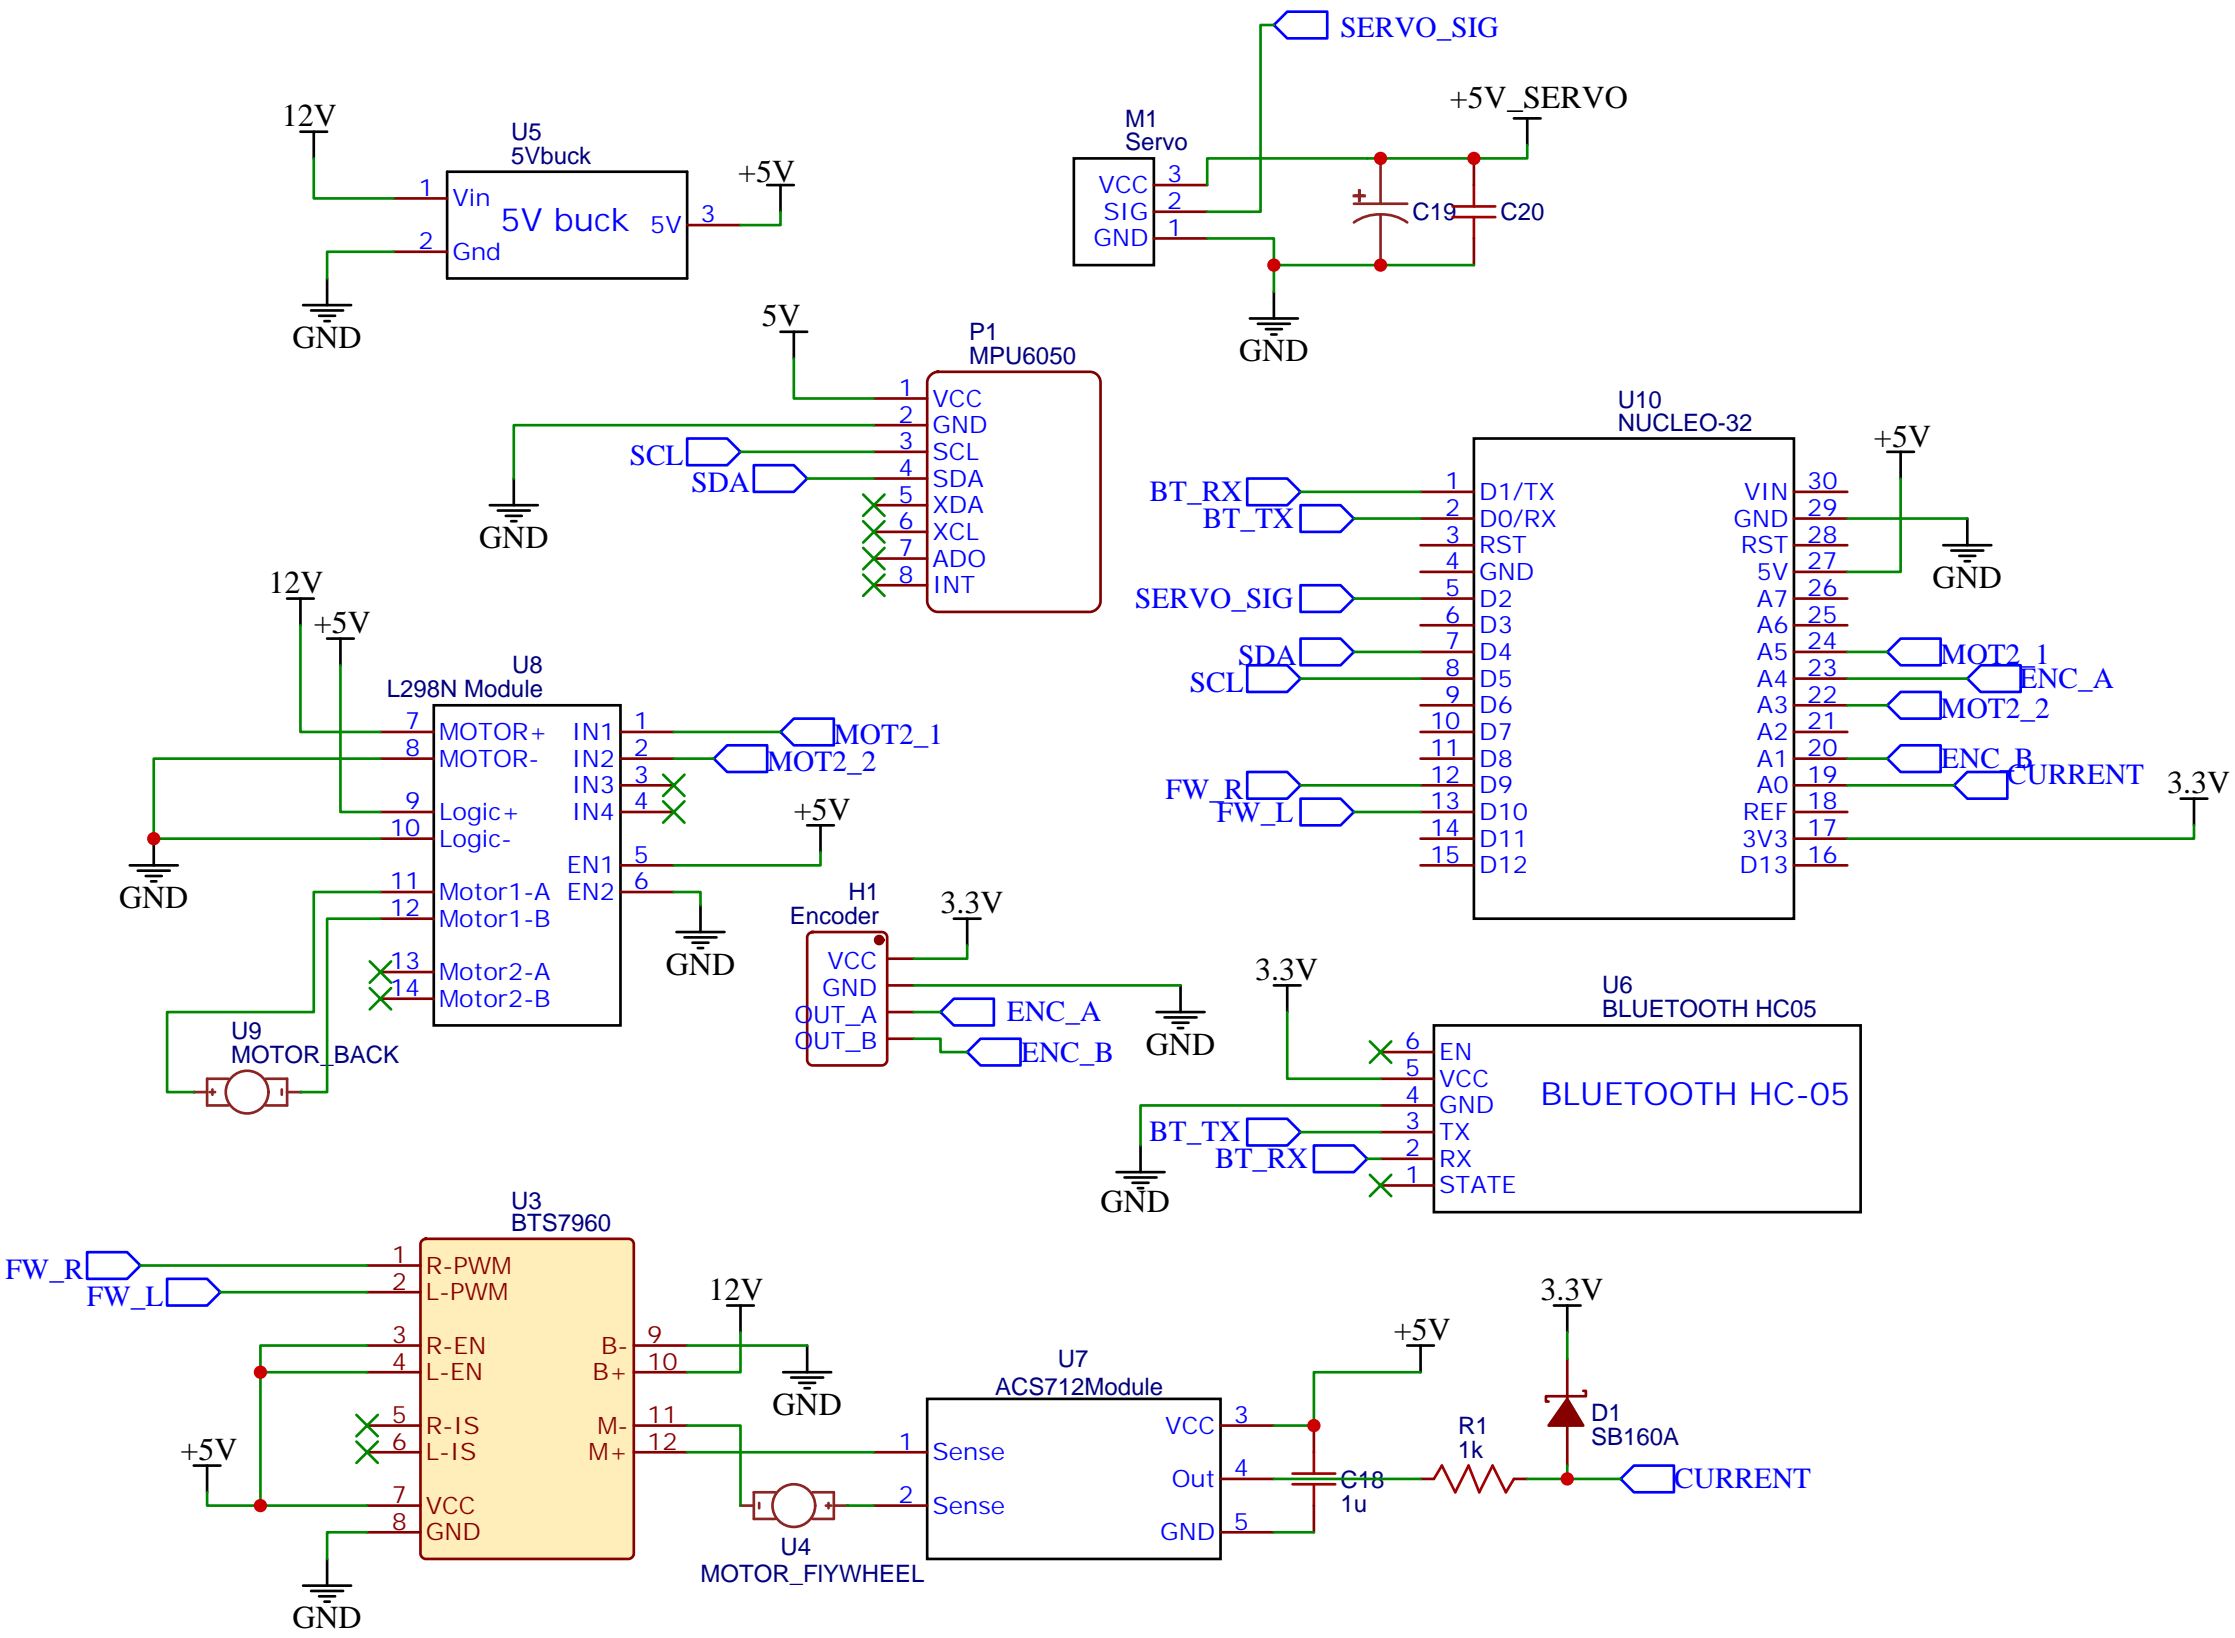 SERVO_SIG
12V
U5
5Vbuck
1
Vin
2
Gnd
5V buck
5V
3
+5V
GND
M1
Servo
VCC
3
SIG
2
GND
1
+5V_SERVO
C19
C20
GND
5V
P1
MPU6050
1
VCC
2
GND
SCL
3
SCL
SDA
4
SDA
5
XDA
6
XCL
7
ADO
8
INT
GND
U10
NUCLEO-32
BT_RX
1
D1/TX
BT_TX
2
D0/RX
3
RST
4
GND
SERVO_SIG
5
D2
6
D3
SDA
7
D4
SCL
8
D5
9
D6
10
D7
11
D8
FW_R
12
D9
FW_L
13
D10
14
D11
15
D12
VIN
30
GND
29
RST
28
5V
27
A7
26
A6
25
A5
24
MOT2_1
A4
23
ENC_A
A3
22
MOT2_2
A2
21
A1
20
ENC_B
A0
19
CURRENT
REF
18
3V3
17
D13
16
+5V
GND
3.3V
12V
+5V
U8
L298N Module
7
MOTOR+
8
MOTOR-
9
Logic+
10
Logic-
11
Motor1-A
12
Motor1-B
13
Motor2-A
14
Motor2-B
IN1
1
MOT2_1
IN2
2
MOT2_2
IN3
3
IN4
4
EN1
5
+5V
EN2
6
GND
GND
U9
MOTOR_BACK
+
-
H1
Encoder
VCC
GND
OUT_A
OUT_B
3.3V
GND
ENC_A
ENC_B
3.3V
U6
BLUETOOTH HC05
BLUETOOTH HC-05
6
EN
5
VCC
4
GND
BT_TX
3
TX
BT_RX
2
RX
1
STATE
GND
U3
BTS7960
FW_R
1
R-PWM
FW_L
2
L-PWM
3
R-EN
4
L-EN
5
R-IS
6
L-IS
7
VCC
8
GND
+5V
GND
B-
9
B+
10
M-
11
M+
12
12V
GND
-
+
U4
MOTOR_FlYWHEEL
U7
ACS712Module
1
Sense
2
Sense
VCC
3
Out
4
GND
5
+5V
C18
1u
R1
1k
3.3V
D1
SB160A
CURRENT